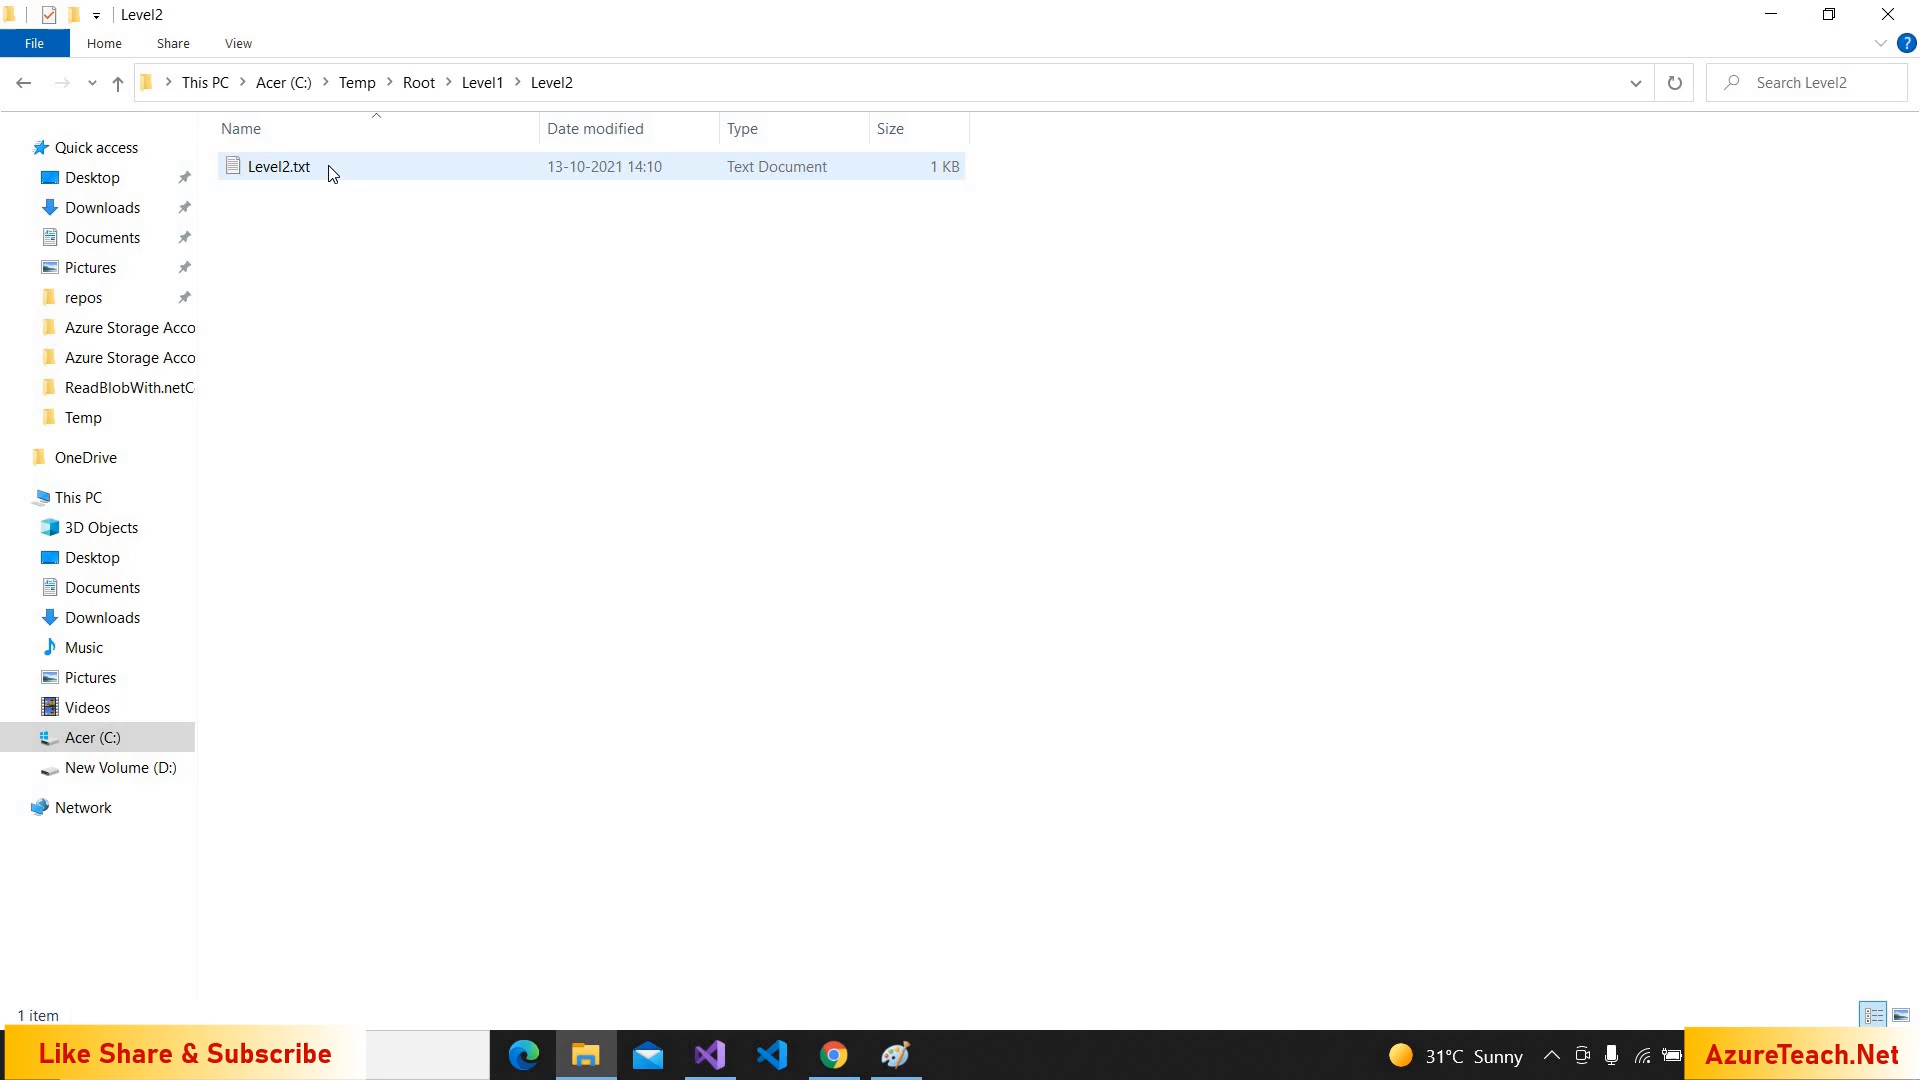 Level2
File Home Share View ?
This PC Acer (C:) Temp Root Level1 Level2
Search Level2
Name Date modified Type Size
Level2.txt 13-10-2021 14:10 Text Document 1 KB
Quick access
Desktop
Downloads
Documents
Pictures
repos
Azure Storage Acco
Azure Storage Acco
ReadBlobWith.netC
Temp
OneDrive
This PC
3D Objects
Desktop
Documents
Downloads
Music
Pictures
Videos
Acer (C:)
New Volume (D:)
Network
1 item
Like Share & Subscribe
31°C Sunny
AzureTeach.Net